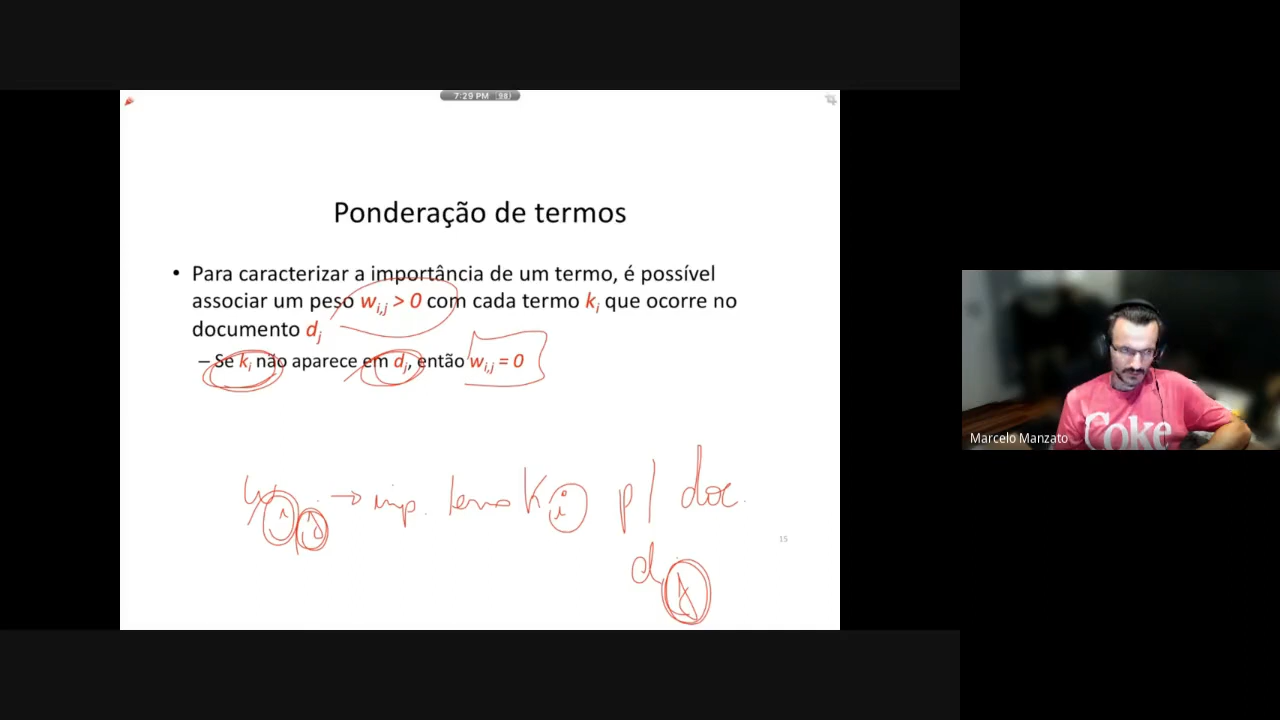 7:29 PM 98
Ponderação de termos
• Para caracterizar a importância de um termo, é possível
associar um peso wi,j > 0 com cada termo ki que ocorre no
documento dj
– Se ki não aparece em dj, então wi,j = 0
wi,j → imp. termo ki p/ doc.
dj
15
Coke
Marcelo Manzato